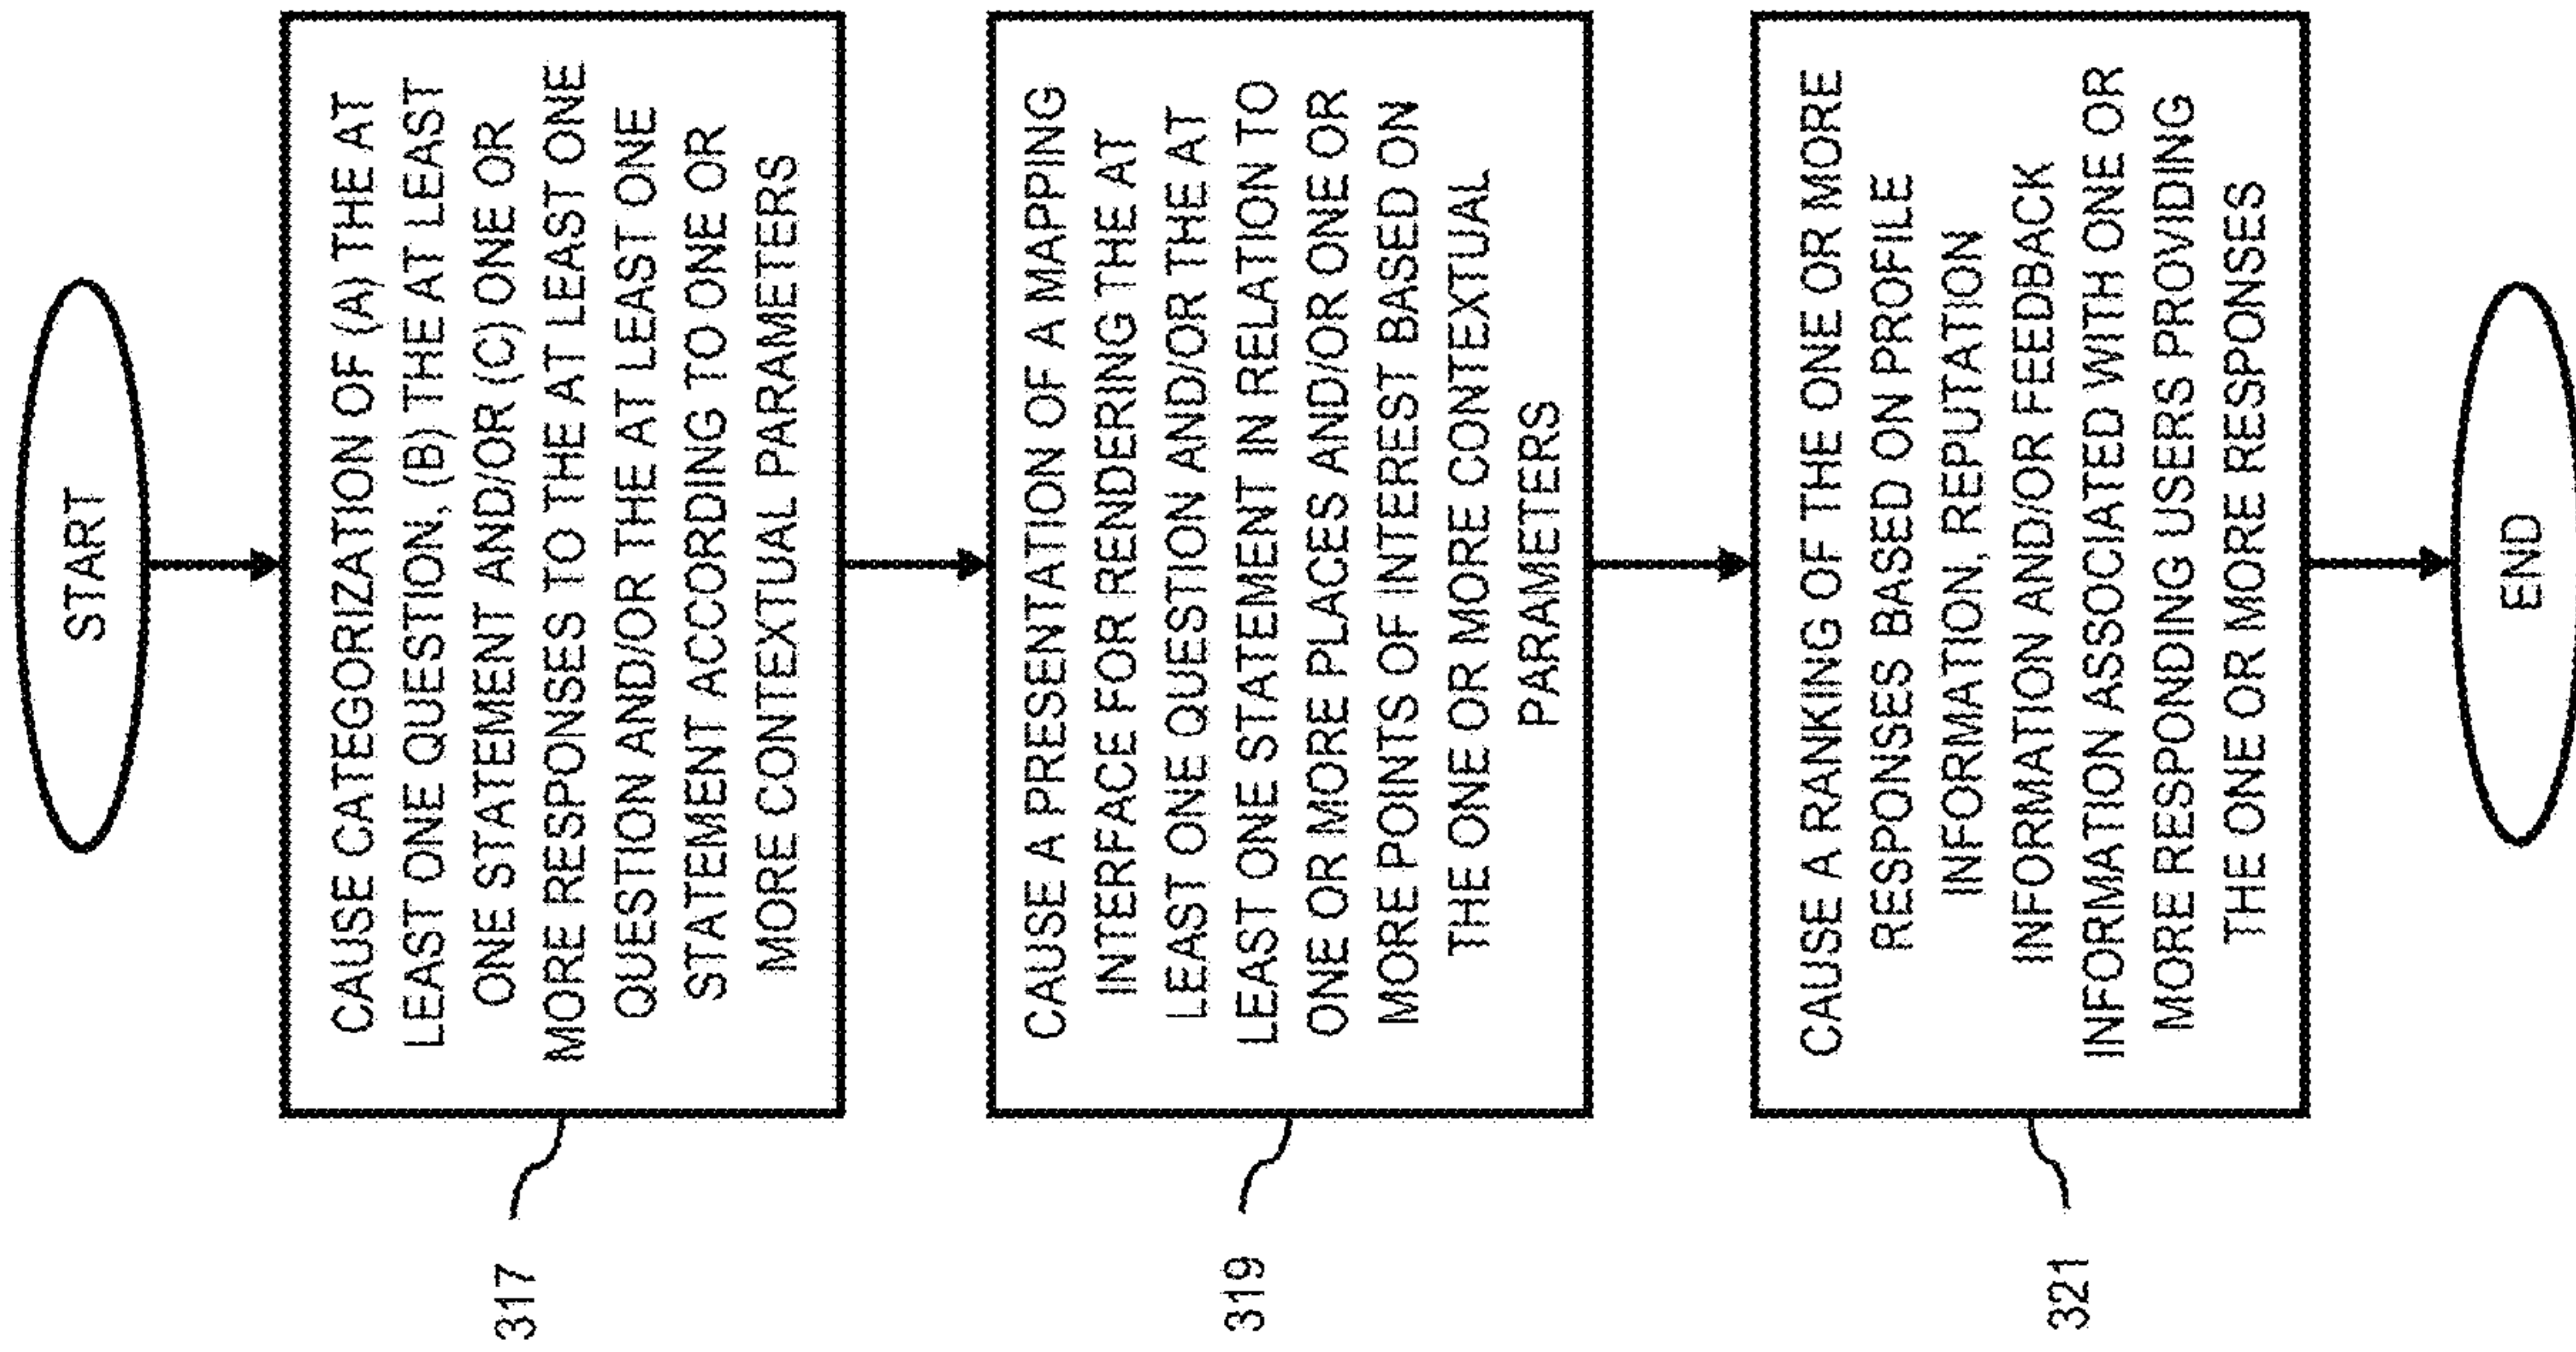 START
CAUSE CATEGORIZATION OF (A) THE AT
LEAST ONE QUESTION, (B) THE AT LEAST
ONE STATEMENT AND/OR (C) ONE OR
MORE RESPONSES TO THE AT LEAST ONE
QUESTION AND/OR THE AT LEAST ONE
STATEMENT ACCORDING TO ONE OR
MORE CONTEXTUAL PARAMETERS
317
CAUSE A PRESENTATION OF A MAPPING
INTERFACE FOR RENDERING THE AT
LEAST ONE QUESTION AND/OR THE AT
LEAST ONE STATEMENT IN RELATION TO
ONE OR MORE PLACES AND/OR ONE OR
MORE POINTS OF INTEREST BASED ON
THE ONE OR MORE CONTEXTUAL
PARAMETERS
319
CAUSE A RANKING OF THE ONE OR MORE
RESPONSES BASED ON PROFILE
INFORMATION, REPUTATION
INFORMATION AND/OR FEEDBACK
INFORMATION ASSOCIATED WITH ONE OR
MORE RESPONDING USERS PROVIDING
THE ONE OR MORE RESPONSES
321
END